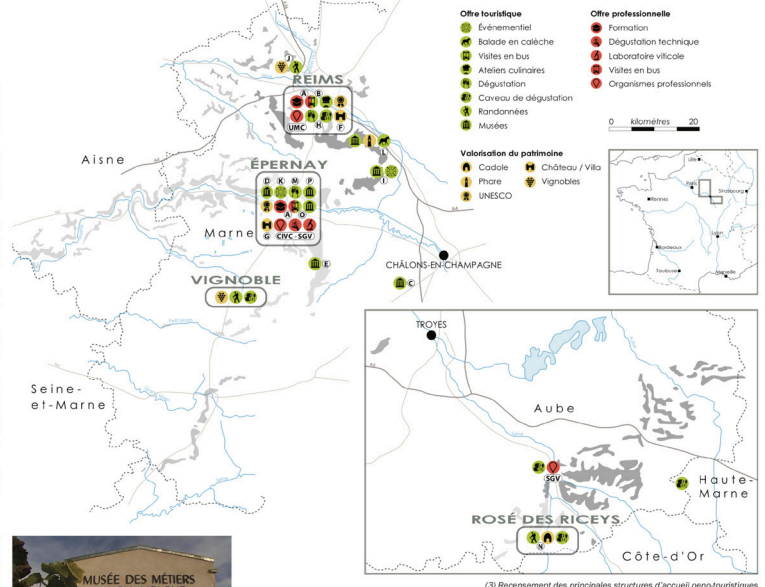 Offre touristique
Événementiel
Balade en calèche
Visites en bus
Ateliers culinaires
Dégustation
Caveau de dégustation
Randonnées
Musées
Offre professionnelle
Formation
Dégustation technique
Laboratoire viticole
Visites en bus
Organismes professionnels
0 kilomètres 20
Valorisation du patrimoine
Cadole
Phare
UNESCO
Château / Villa
Vignobles
J
REIMS
A B
UMC H F
L
I
Aisne
ÉPERNAY
D K M P
A O
G CIVC - SGV
Marne
E
CHÂLONS-EN-CHAMPAGNE
C
VIGNOBLE
Seine-
et-Marne
Lille
Paris
Strasbourg
Rennes
Lyon
Bordeaux
Toulouse
Marseille
TROYES
Aube
SGV
Haute-
Marne
ROSÉ DES RICEYS
N
Côte-d'Or
MUSÉE DES MÉTIERS
(3) Recensement des principales structures d'accueil oeno-touristiques